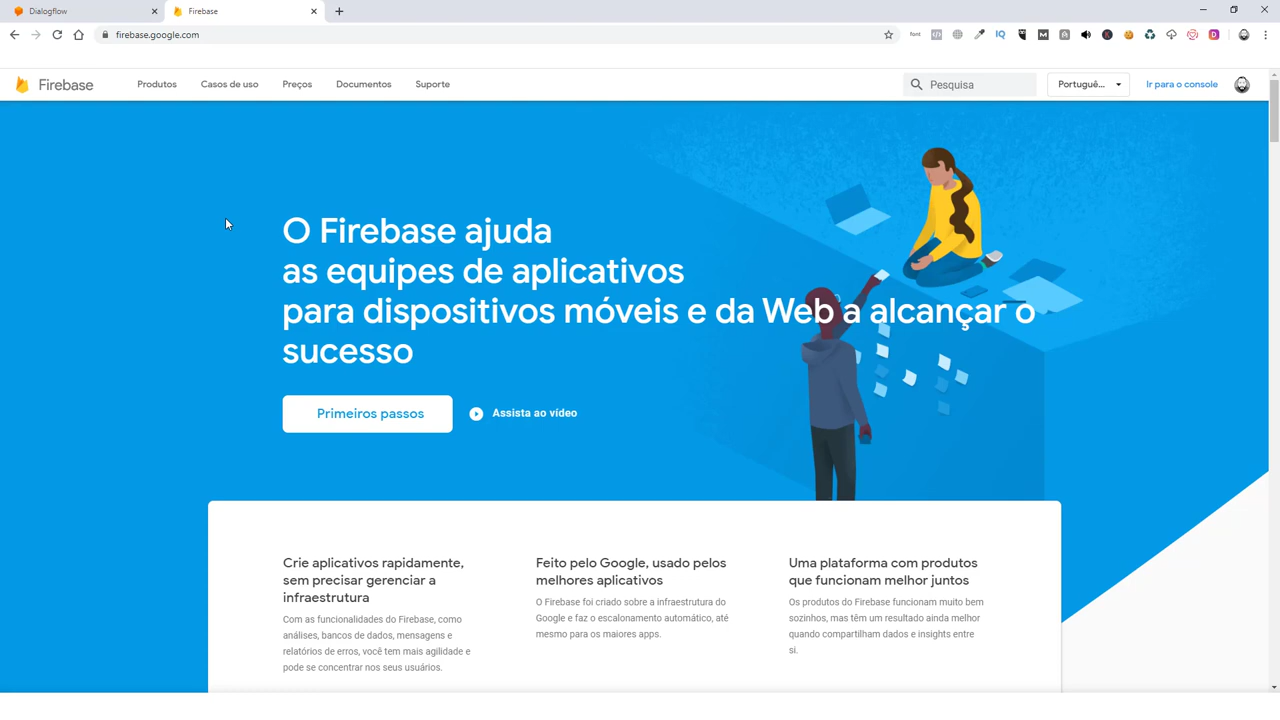 Dialogflow
Firebase
firebase.google.com
font
IQ
Firebase
Produtos
Casos de uso
Preços
Documentos
Suporte
Pesquisa
Portuguê...
Ir para o console
O Firebase ajuda
as equipes de aplicativos
para dispositivos móveis e da Web a alcançar o
sucesso
Primeiros passos
Assista ao vídeo
Crie aplicativos rapidamente,
sem precisar gerenciar a
infraestrutura
Com as funcionalidades do Firebase, como
análises, bancos de dados, mensagens e
relatórios de erros, você tem mais agilidade e
pode se concentrar nos seus usuários.
Feito pelo Google, usado pelos
melhores aplicativos
O Firebase foi criado sobre a infraestrutura do
Google e faz o escalonamento automático, até
mesmo para os maiores apps.
Uma plataforma com produtos
que funcionam melhor juntos
Os produtos do Firebase funcionam muito bem
sozinhos, mas têm um resultado ainda melhor
quando compartilham dados e insights entre
si.